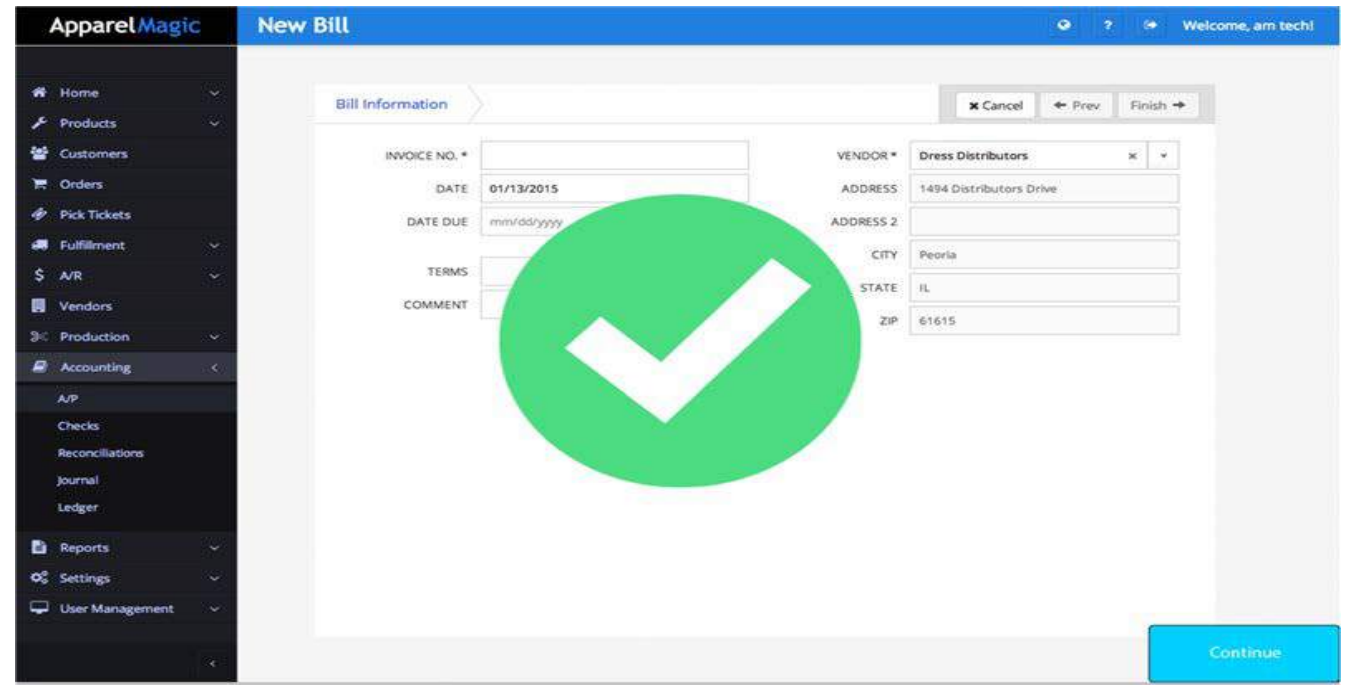 ApparelMagic
New Bill
? Welcome, am tech!
Home
Products
Customers
Orders
Pick Tickets
Fulfillment
$ A/R
Vendors
Production
Accounting
A/P
Checks
Reconciliations
Journal
Ledger
Reports
Settings
User Management
Bill Information
Cancel
Prev
Finish
INVOICE NO. *
DATE 01/13/2015
DATE DUE mm/dd/yyyy
TERMS
COMMENT
VENDOR * Dress Distributors
ADDRESS 1494 Distributors Drive
ADDRESS 2
CITY Peoria
STATE IL
ZIP 61615
Continue